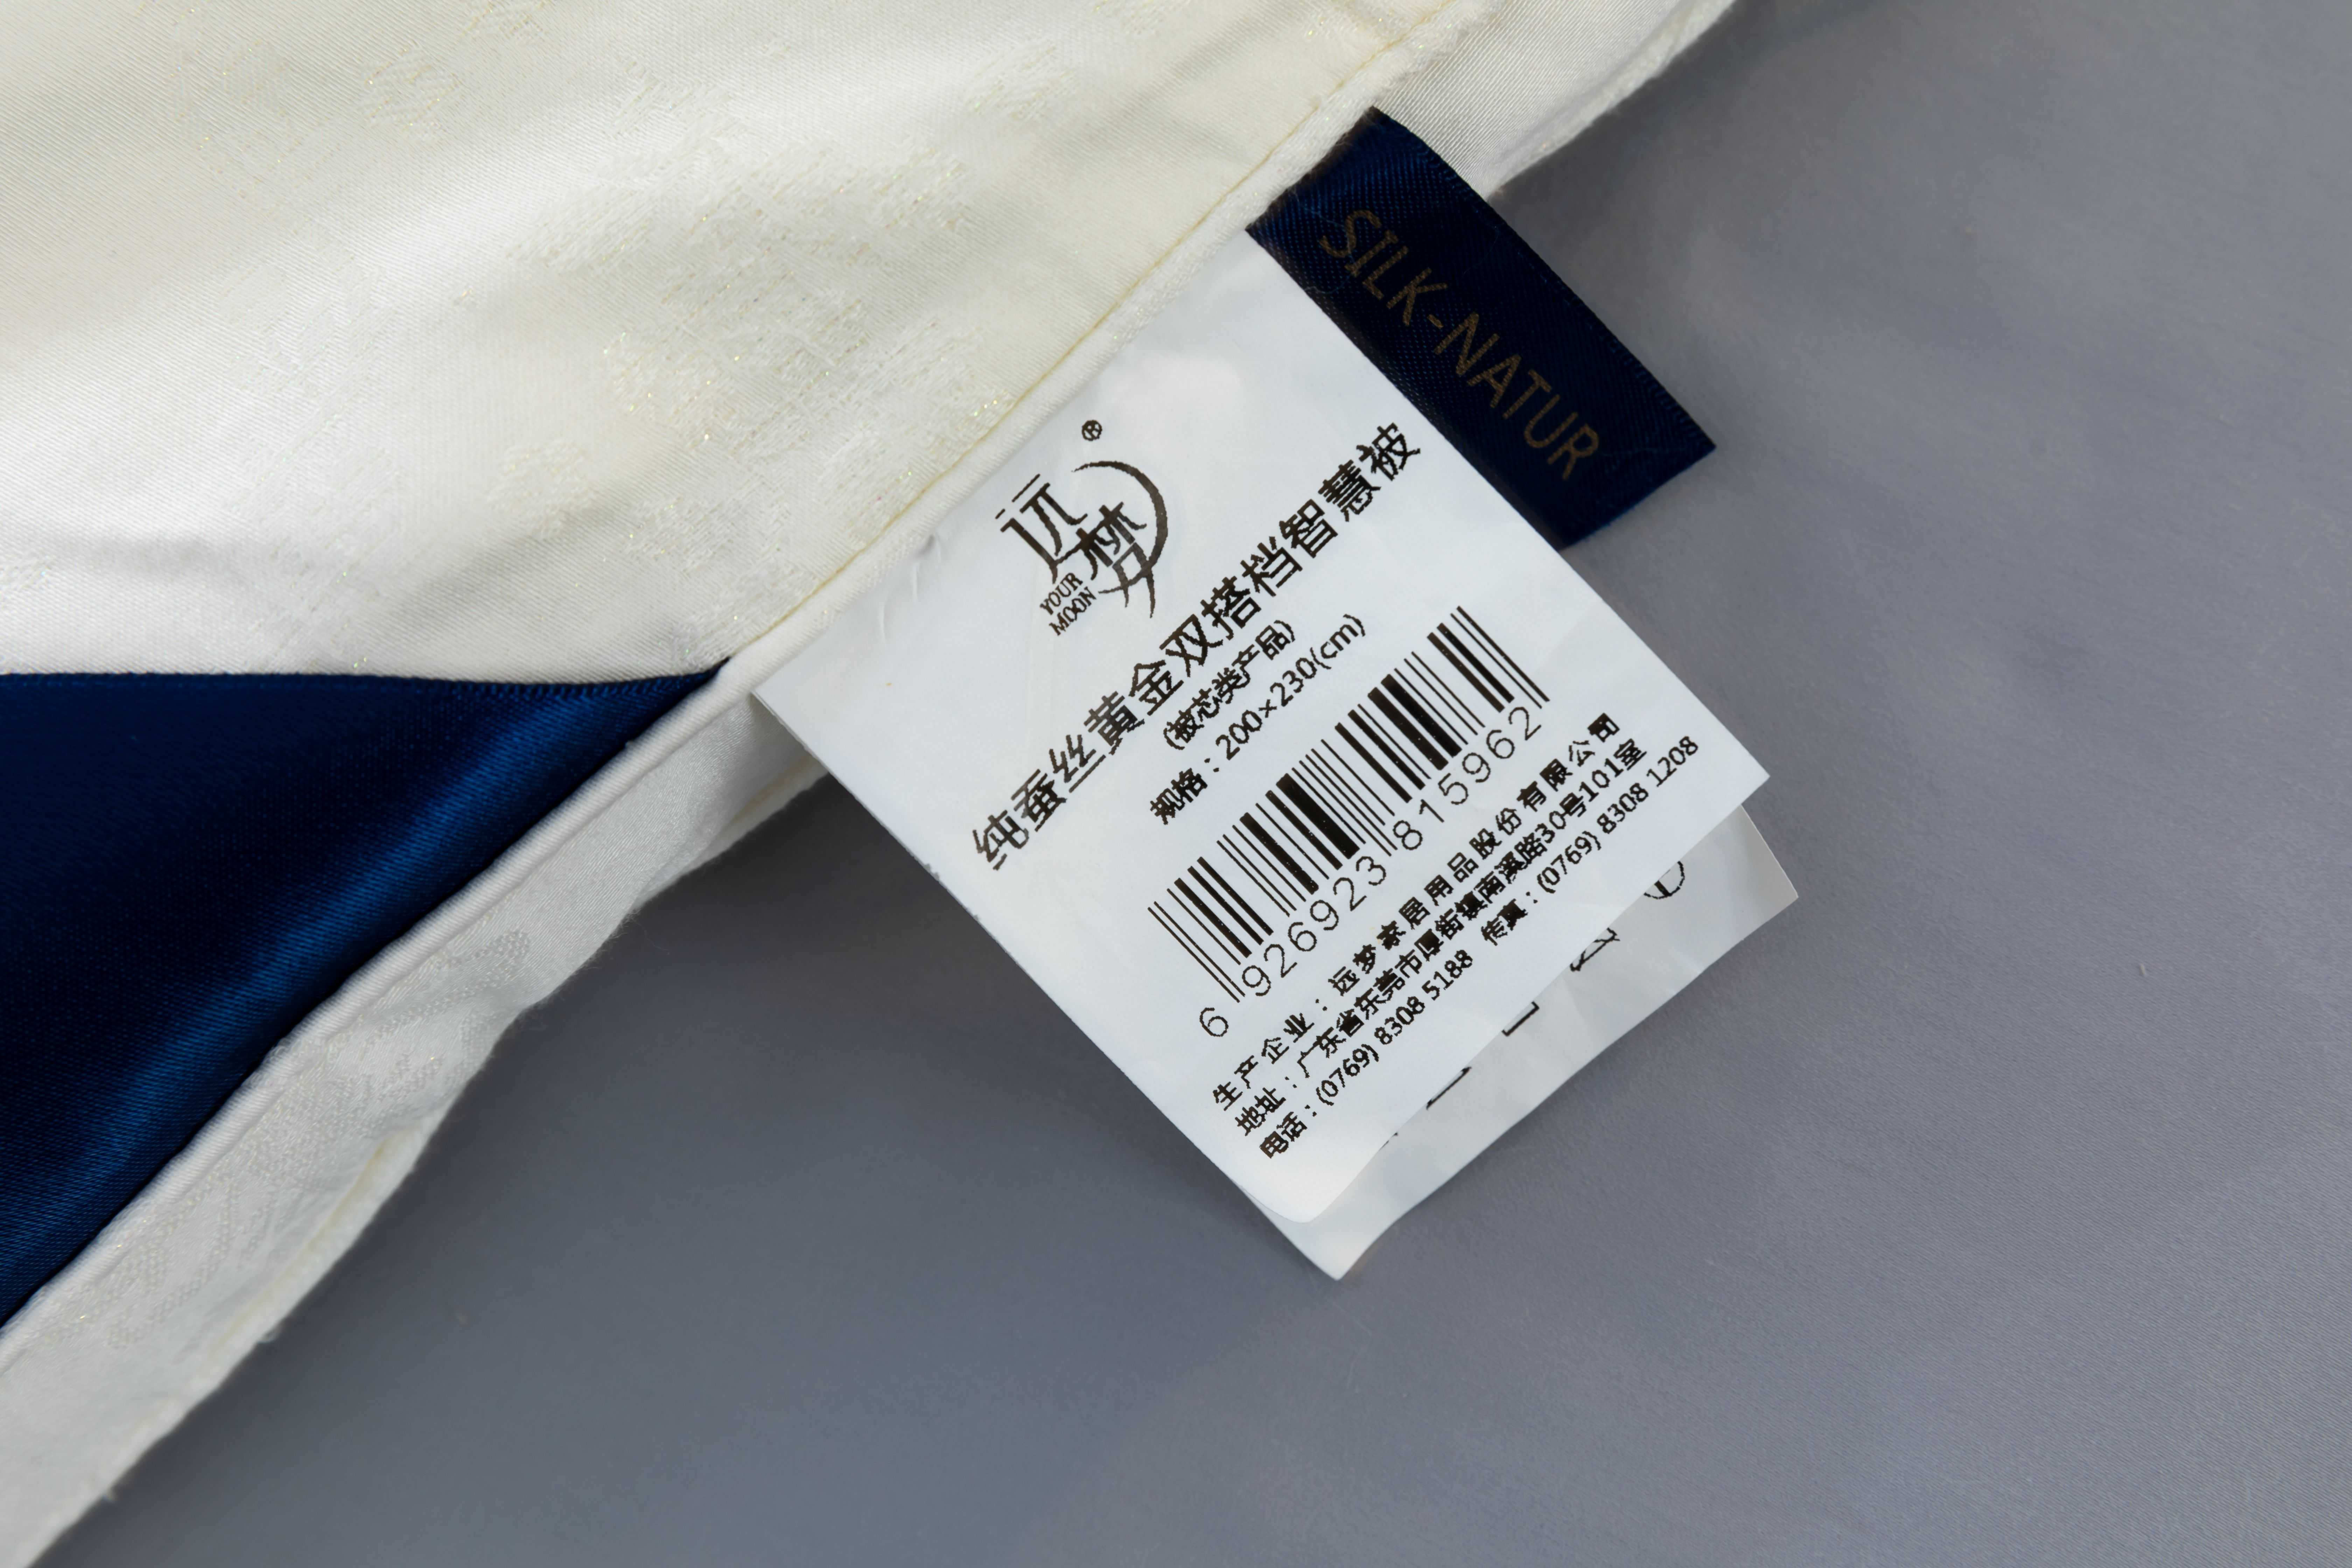 SILK-NATUR
®
远梦
YOUR
MOON
纯蚕丝黄金双搭档智慧被
(被芯类产品)
规格：200×230(cm)
6 926923 815962
生产企业：远梦家居用品股份有限公司
地址：广东省东莞市厚街镇南溪路30号101室
电话：(0769) 8308 5188 传真：(0769) 8308 1208